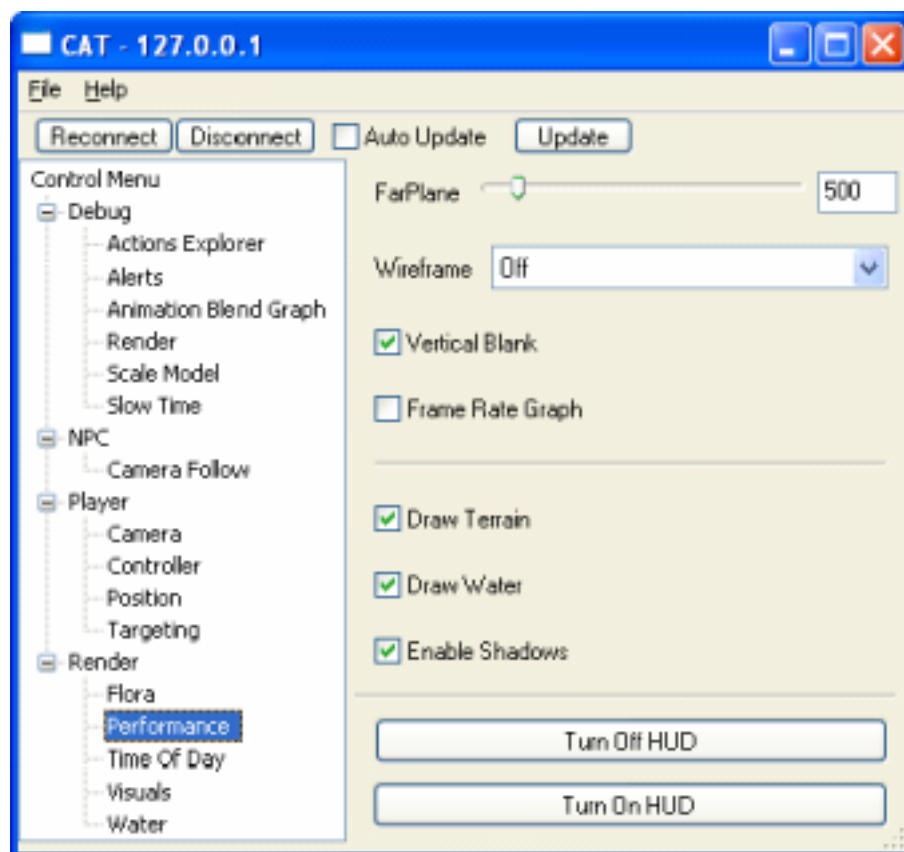 CAT - 127.0.0.1
File Help
Reconnect Disconnect Auto Update Update
Control Menu
Debug
Actions Explorer
Alerts
Animation Blend Graph
Render
Scale Model
Slow Time
NPC
Camera Follow
Player
Camera
Controller
Position
Targeting
Render
Flora
Performance
Time Of Day
Visuals
Water
FarPlane 500
Wireframe Off
Vertical Blank
Frame Rate Graph
Draw Terrain
Draw Water
Enable Shadows
Turn Off HUD
Turn On HUD